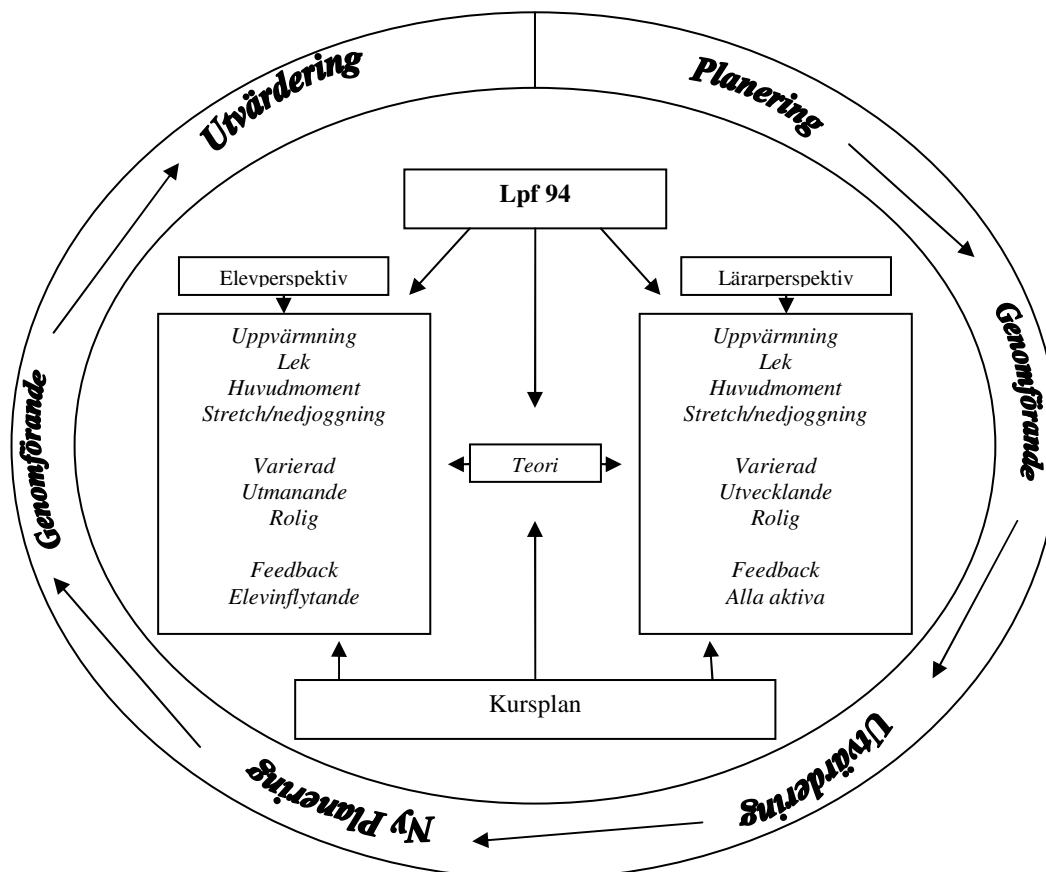 Utvärdering
Planering
Lpf 94
Elevperspektiv
Lärarperspektiv
Uppvärmning
Lek
Huvudmoment
Stretch/nedjoggning
Varierad
Utmanande
Rolig
Feedback
Elevinflytande
Teori
Uppvärmning
Lek
Huvudmoment
Stretch/nedjoggning
Varierad
Utvecklande
Rolig
Feedback
Alla aktiva
Genomförande
Genomförande
Kursplan
Ny Planering
Utvärdering